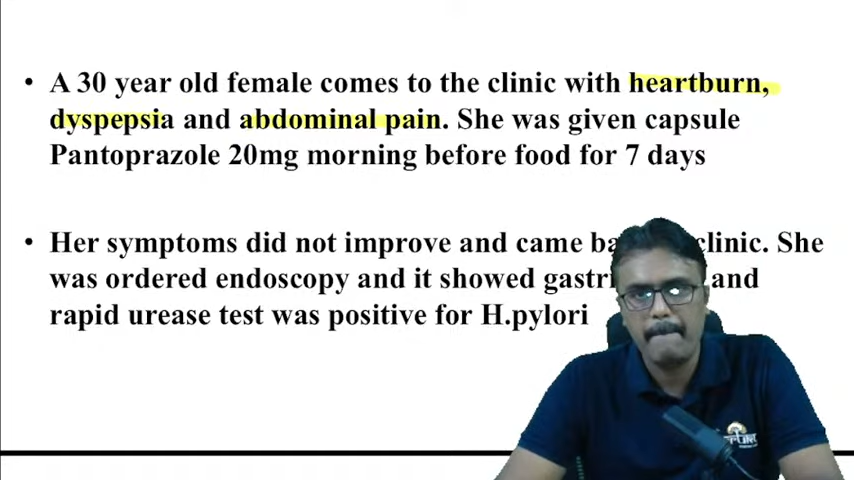 • A 30 year old female comes to the clinic with heartburn,
dyspepsia and abdominal pain. She was given capsule
Pantoprazole 20mg morning before food for 7 days
• Her symptoms did not improve and came clinic. She
was ordered endoscopy and it showed and
rapid urease test was positive for H.pylori